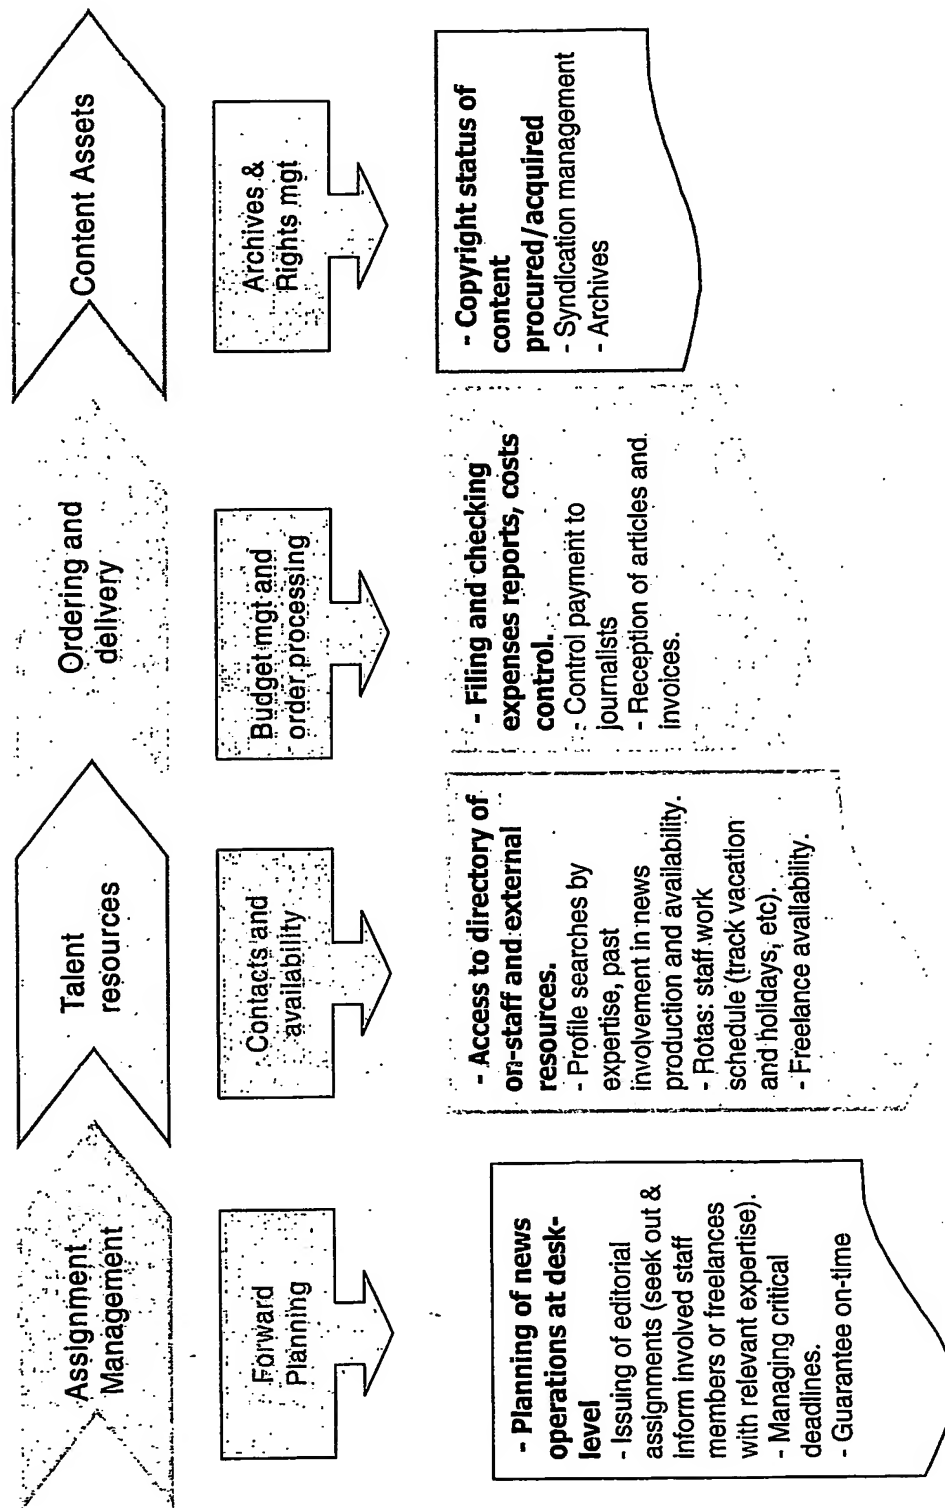 Assignment
Management
Talent
resources
Ordering and
delivery
Content Assets
Forward
Planning
Contacts and
availability
Budget mgt and
order processing
Archives &
Rights mgt
- Planning of news
operations at desk-
level
- Issuing of editorial
assignments (seek out &
inform involved staff
members or freelances
with relevant expertise).
- Managing critical
deadlines.
- Guarantee on-time
- Access to directory of
on-staff and external
resources.
- Profile searches by
expertise, past
involvement in news
production and availability.
- Rotas: staff work
schedule (track vacation
and holidays, etc).
- Freelance availability.
- Filing and checking
expenses reports, costs
control.
- Control payment to
journalists
- Reception of articles and
invoices.
- Copyright status of
content
procured/acquired
- Syndication management
- Archives